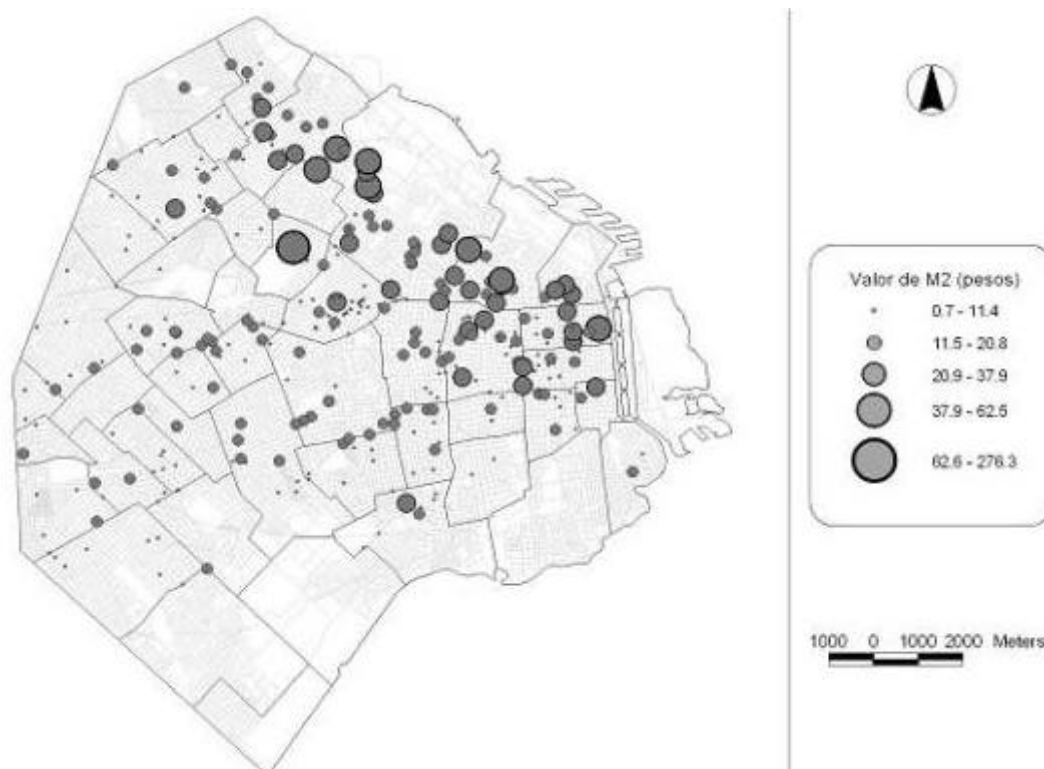 Valor de M2 (pesos)
0.7 - 11.4
11.5 - 20.8
20.9 - 37.9
37.9 - 62.5
62.6 - 276.3
1000 0 1000 2000 Meters